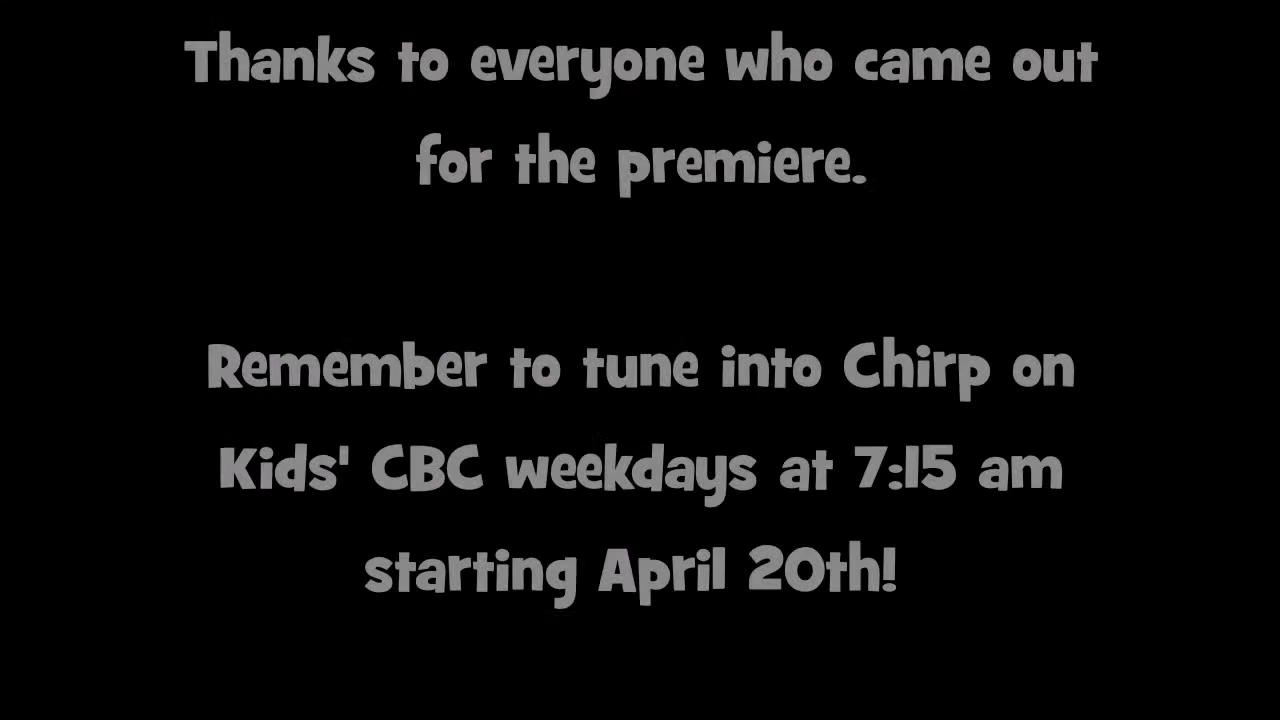 Thanks to everyone who came out
for the premiere.
Remember to tune into Chirp on
Kids' CBC weekdays at 7:15 am
starting April 20th!